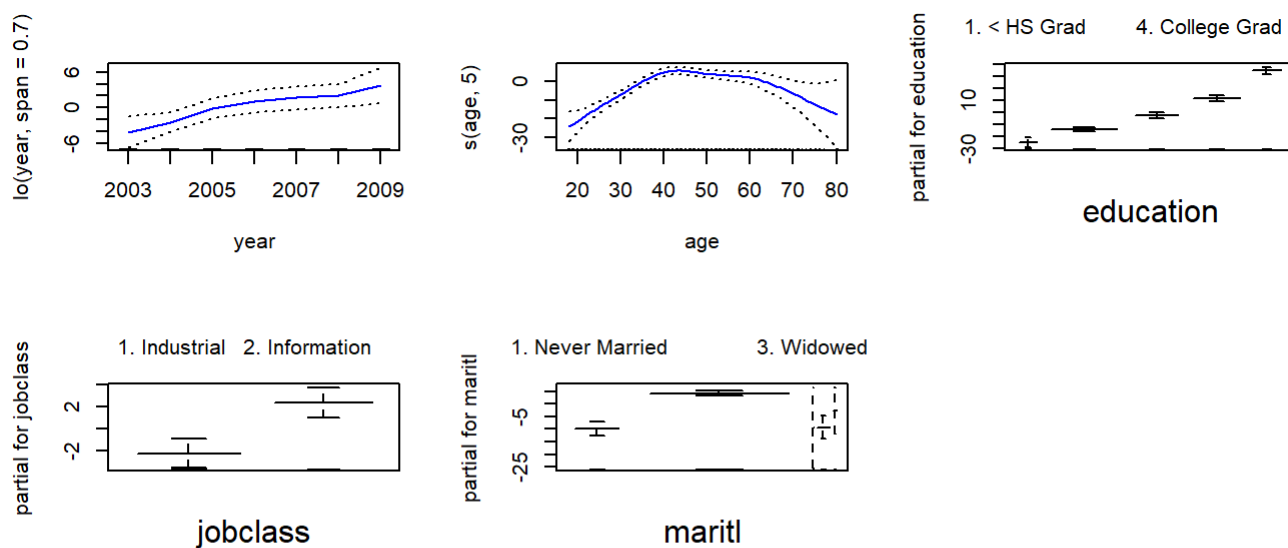 lo(year, span = 0.7)
6
0
-6
2003 2005 2007 2009
year
s(age, 5)
0
-30
20 30 40 50 60 70 80
age
1. < HS Grad 4. College Grad
partial for education
10
-30
education
1. Industrial 2. Information
partial for jobclass
2
-2
jobclass
1. Never Married 3. Widowed
partial for maritl
-5
-25
maritl